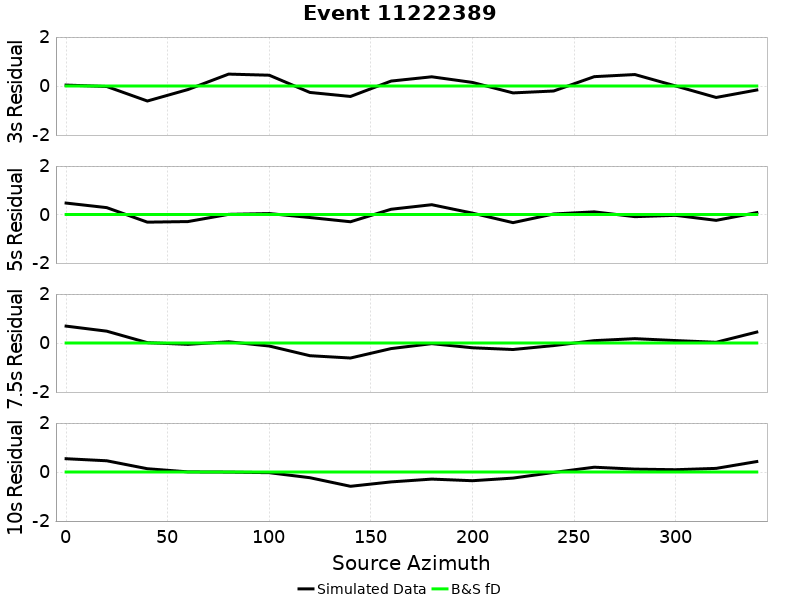 Event 11222389
3s Residual
2
0
-2
5s Residual
2
0
-2
7.5s Residual
2
0
-2
10s Residual
2
0
-2
0 50 100 150 200 250 300
Source Azimuth
Simulated Data B&S fD